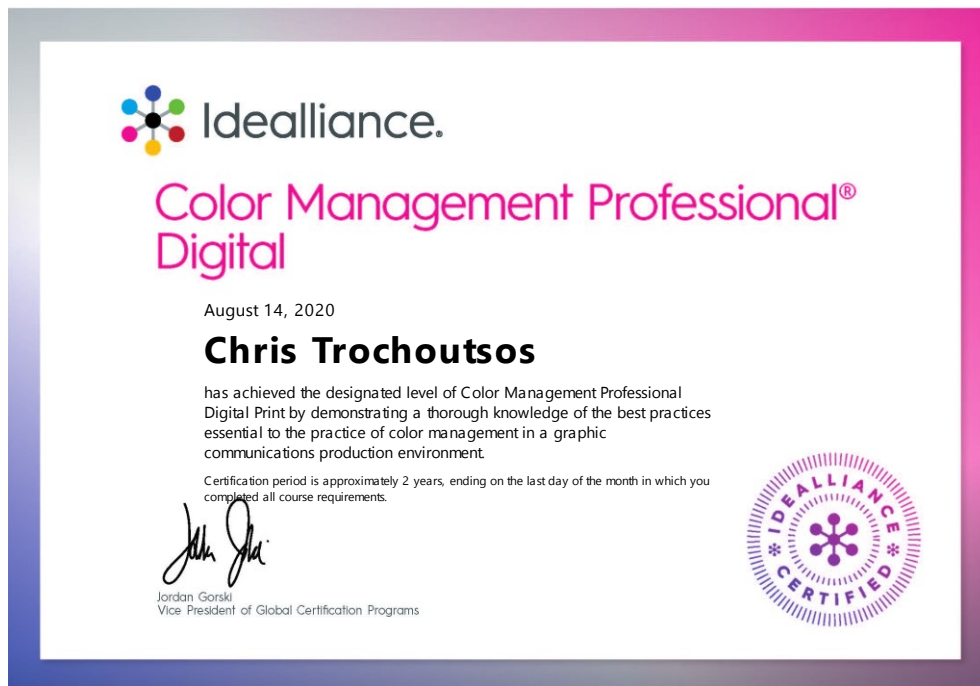 Idealliance®
Color Management Professional®
Digital
August 14, 2020
Chris Trochoutsos
has achieved the designated level of Color Management Professional
Digital Print by demonstrating a thorough knowledge of the best practices
essential to the practice of color management in a graphic
communications production environment.
Certification period is approximately 2 years, ending on the last day of the month in which you
completed all course requirements.
Jordan Gorski
Vice President of Global Certification Programs
IDEALLIANCE
CERTIFIED